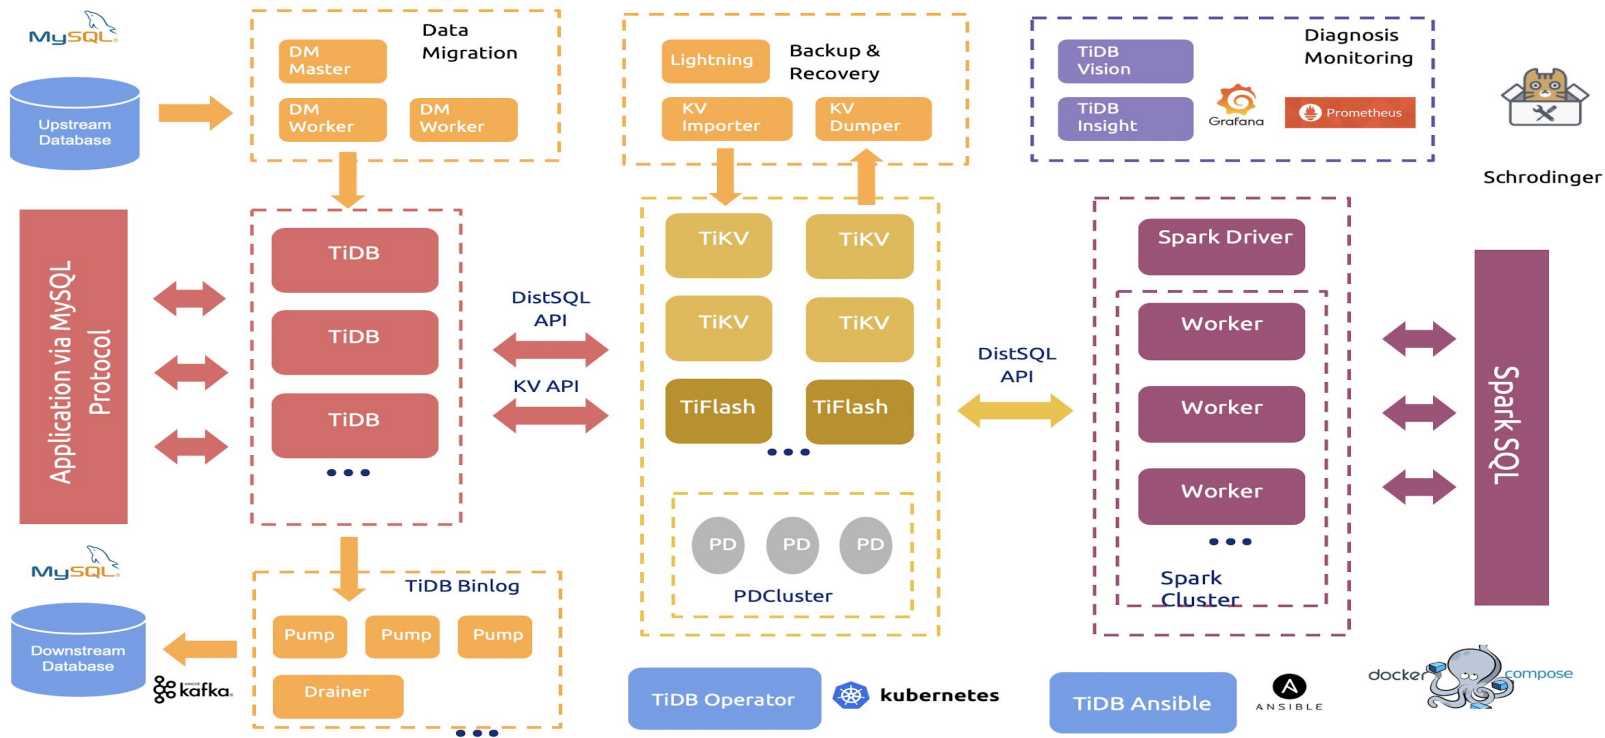 MySQL
Upstream
Database
DM
Master
DM
Worker
DM
Worker
Data
Migration
Lightning
KV
Importer
KV
Dumper
Backup &
Recovery
TiDB
Vision
TiDB
Insight
Grafana
Prometheus
Diagnosis
Monitoring
Schrodinger
Application via MySQL
Protocol
TiDB
TiDB
TiDB
DistSQL
API
KV API
TiKV
TiKV
TiKV
TiKV
TiFlash
TiFlash
PD
PD
PD
PDCluster
DistSQL
API
Spark Driver
Worker
Worker
Worker
Spark
Cluster
Spark SQL
MySQL
Downstream
Database
APACHE
kafka
TiDB Binlog
Pump
Pump
Pump
Drainer
TiDB Operator
kubernetes
TiDB Ansible
ANSIBLE
docker
compose